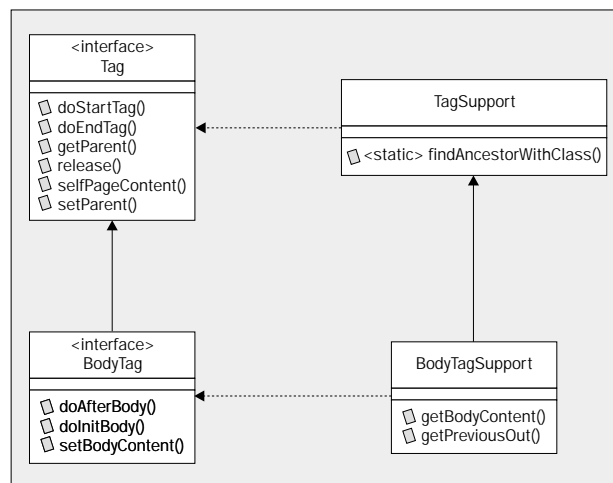 <interface>
Tag
doStartTag()
doEndTag()
getParent()
release()
selfPageContent()
setParent()
TagSupport
<static> findAncestorWithClass()
<interface>
BodyTag
doAfterBody()
doInitBody()
setBodyContent()
BodyTagSupport
getBodyContent()
getPreviousOut()